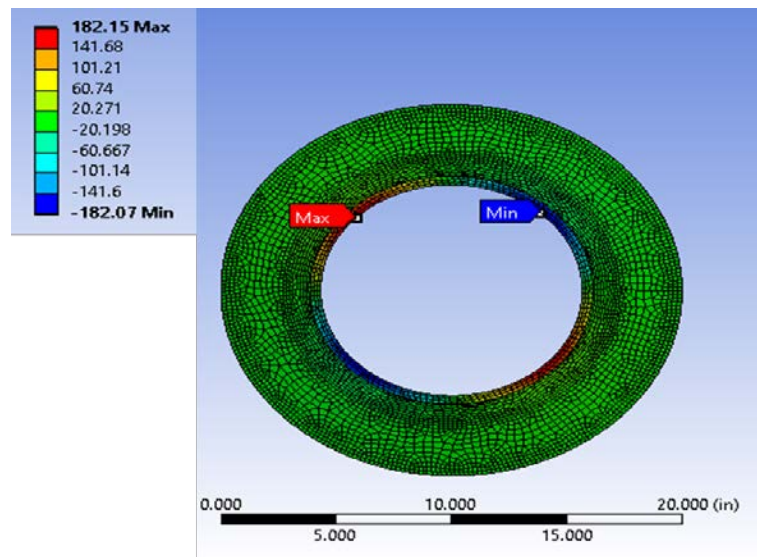 182.15 Max
141.68
101.21
60.74
20.271
-20.198
-60.667
-101.14
-141.6
-182.07 Min
Max
Min
0.000 10.000 20.000 (in)
5.000 15.000